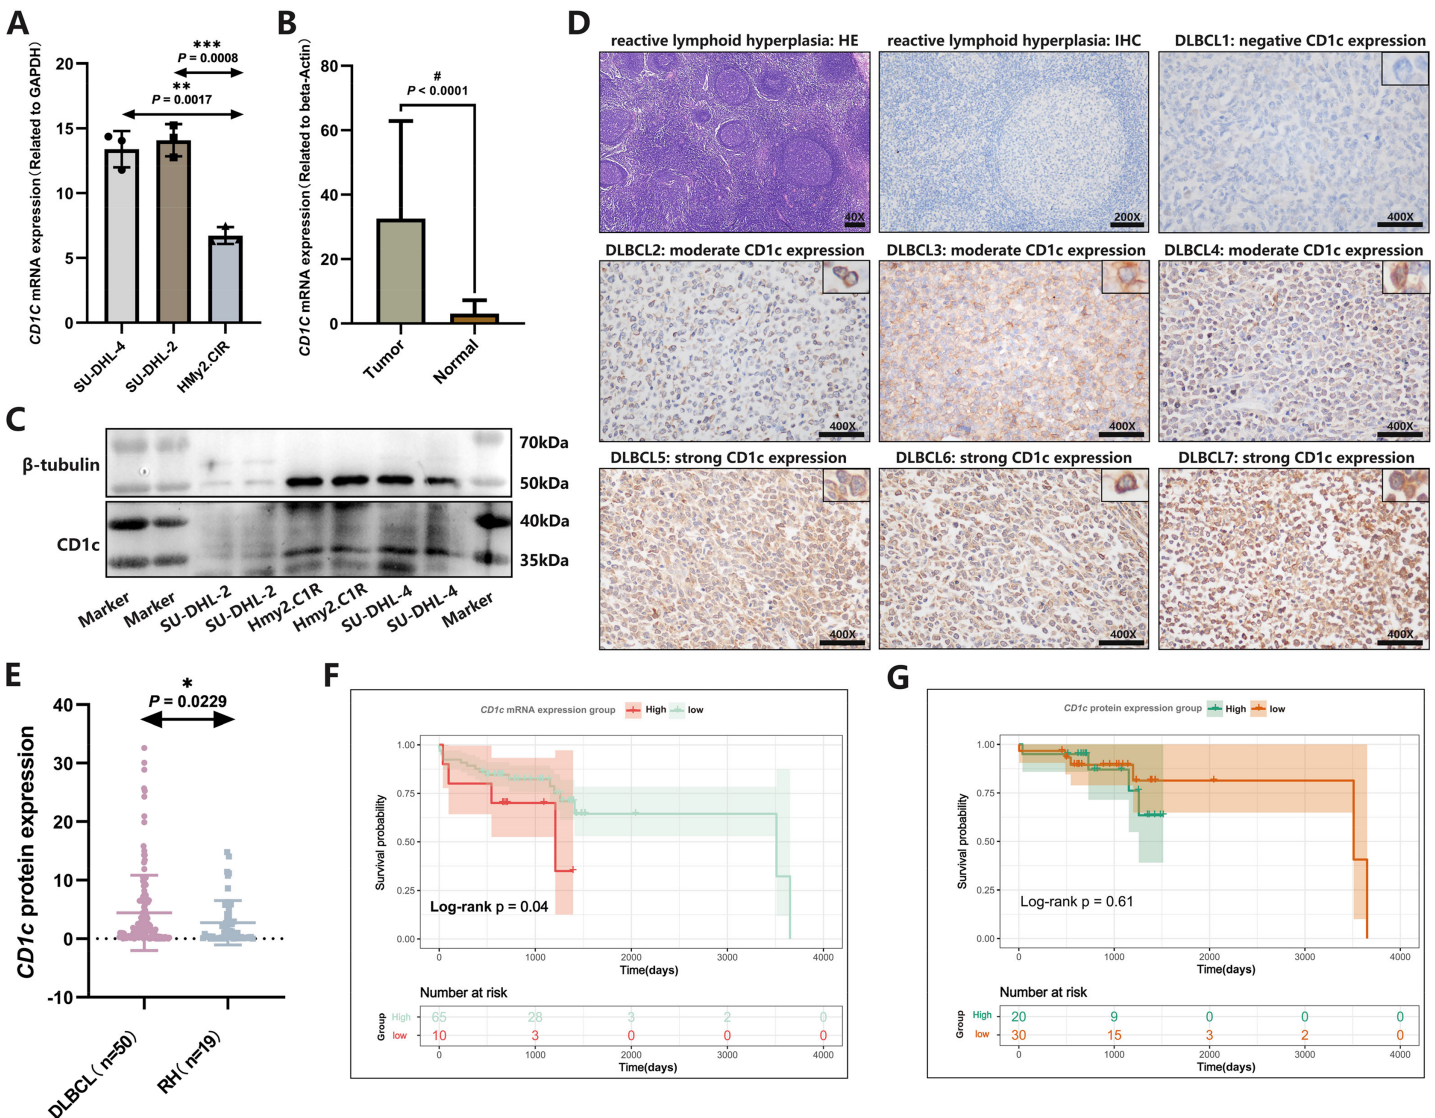 A
CD1C mRNA expression (Related to GAPDH)
***
P = 0.0008
**
P = 0.0017
20
15
10
5
0
SU-DHL-4
SU-DHL-2
HMy2.CIR
B
CD1C mRNA expression (Related to beta-Actin)
#
P < 0.0001
80
60
40
20
0
Tumor
Normal
C
β-tubulin
CD1c
70kDa
50kDa
40kDa
35kDa
Marker
Marker
SU-DHL-2
SU-DHL-2
Hmy2.C1R
Hmy2.C1R
SU-DHL-4
SU-DHL-4
Marker
D
reactive lymphoid hyperplasia: HE
40X
reactive lymphoid hyperplasia: IHC
200X
DLBCL1: negative CD1c expression
400X
DLBCL2: moderate CD1c expression
400X
DLBCL3: moderate CD1c expression
400X
DLBCL4: moderate CD1c expression
400X
DLBCL5: strong CD1c expression
400X
DLBCL6: strong CD1c expression
400X
DLBCL7: strong CD1c expression
400X
E
CD1c protein expression
*
P = 0.0229
40
30
20
10
0
-10
DLBCL( n=50)
RH( n=19)
F
CD1c mRNA expression group High low
Survival probability
1.00
0.75
0.50
0.25
0.00
Log-rank p = 0.04
0 1000 2000 3000 4000
Time(days)
Number at risk
Group
High 65 28 3 2 0
low 10 3 0 0 0
0 1000 2000 3000 4000
Time(days)
G
CD1c protein expression group High low
Survival probability
1.00
0.75
0.50
0.25
0.00
Log-rank p = 0.61
0 1000 2000 3000 4000
Time(days)
Number at risk
Group
High 20 9 0 0 0
low 30 15 3 2 0
0 1000 2000 3000 4000
Time(days)